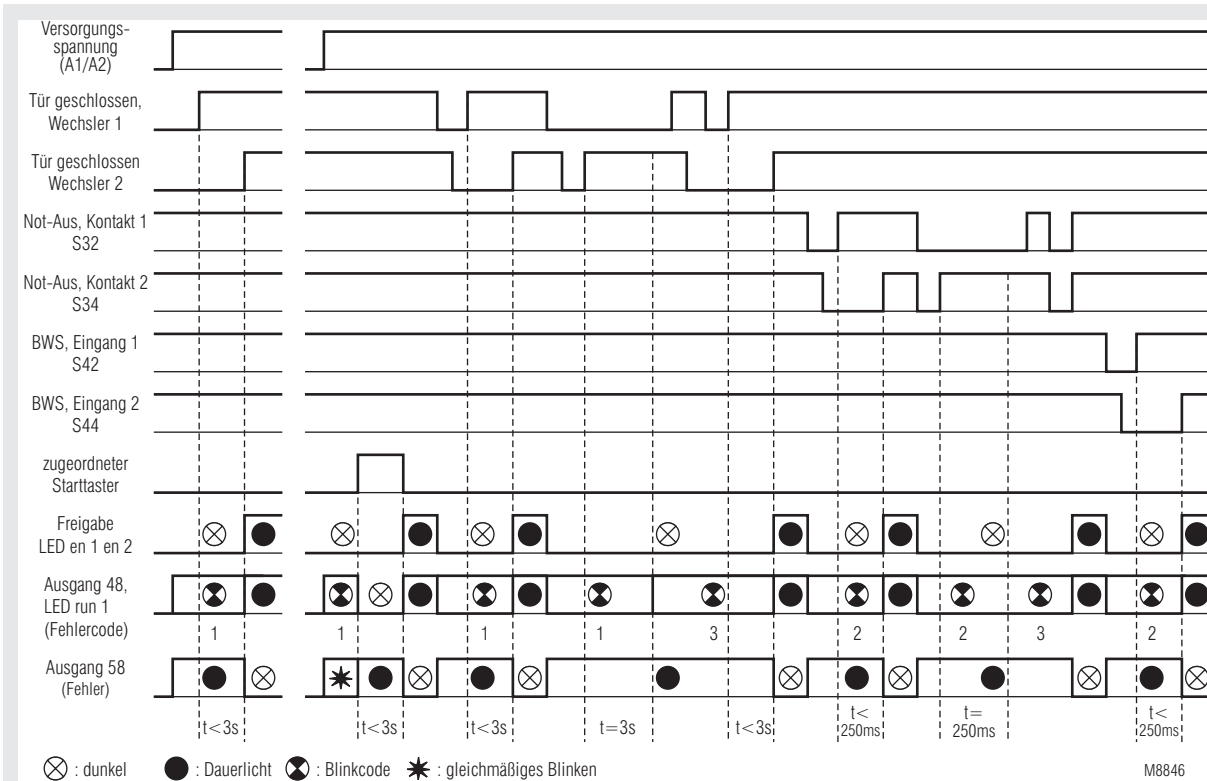 Versorgungs-
spannung
(A1/A2)
Tür geschlossen,
Wechsler 1
Tür geschlossen
Wechsler 2
Not-Aus, Kontakt 1
S32
Not-Aus, Kontakt 2
S34
BWS, Eingang 1
S42
BWS, Eingang 2
S44
zugeordneter
Starttaster
Freigabe
LED en 1 en 2
Ausgang 48,
LED run 1
(Fehlercode)
1 1 1 1 3 2 2 3 2
Ausgang 58
(Fehler)
t<3s t<3s t<3s t=3s t<3s t< 250ms t= 250ms t< 250ms
: dunkel : Dauerlicht : Blinkcode : gleichmäßiges Blinken
M8846